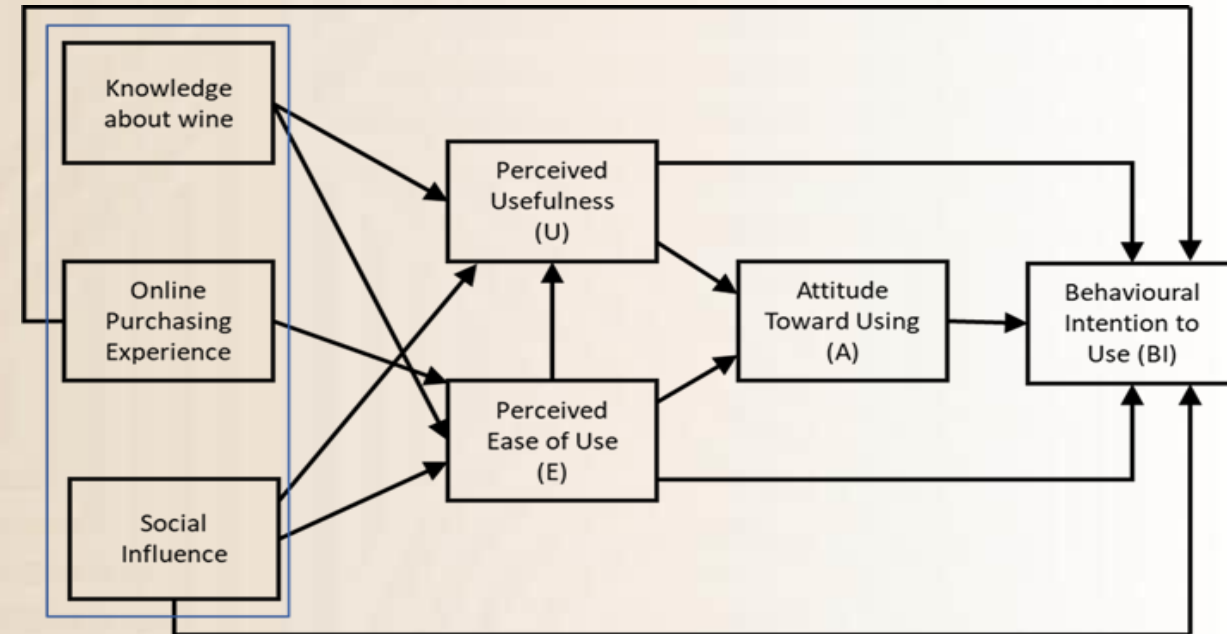 Knowledge
about wine
Online
Purchasing
Experience
Social
Influence
Perceived
Usefulness
(U)
Perceived
Ease of Use
(E)
Attitude
Toward Using
(A)
Behavioural
Intention to
Use (BI)